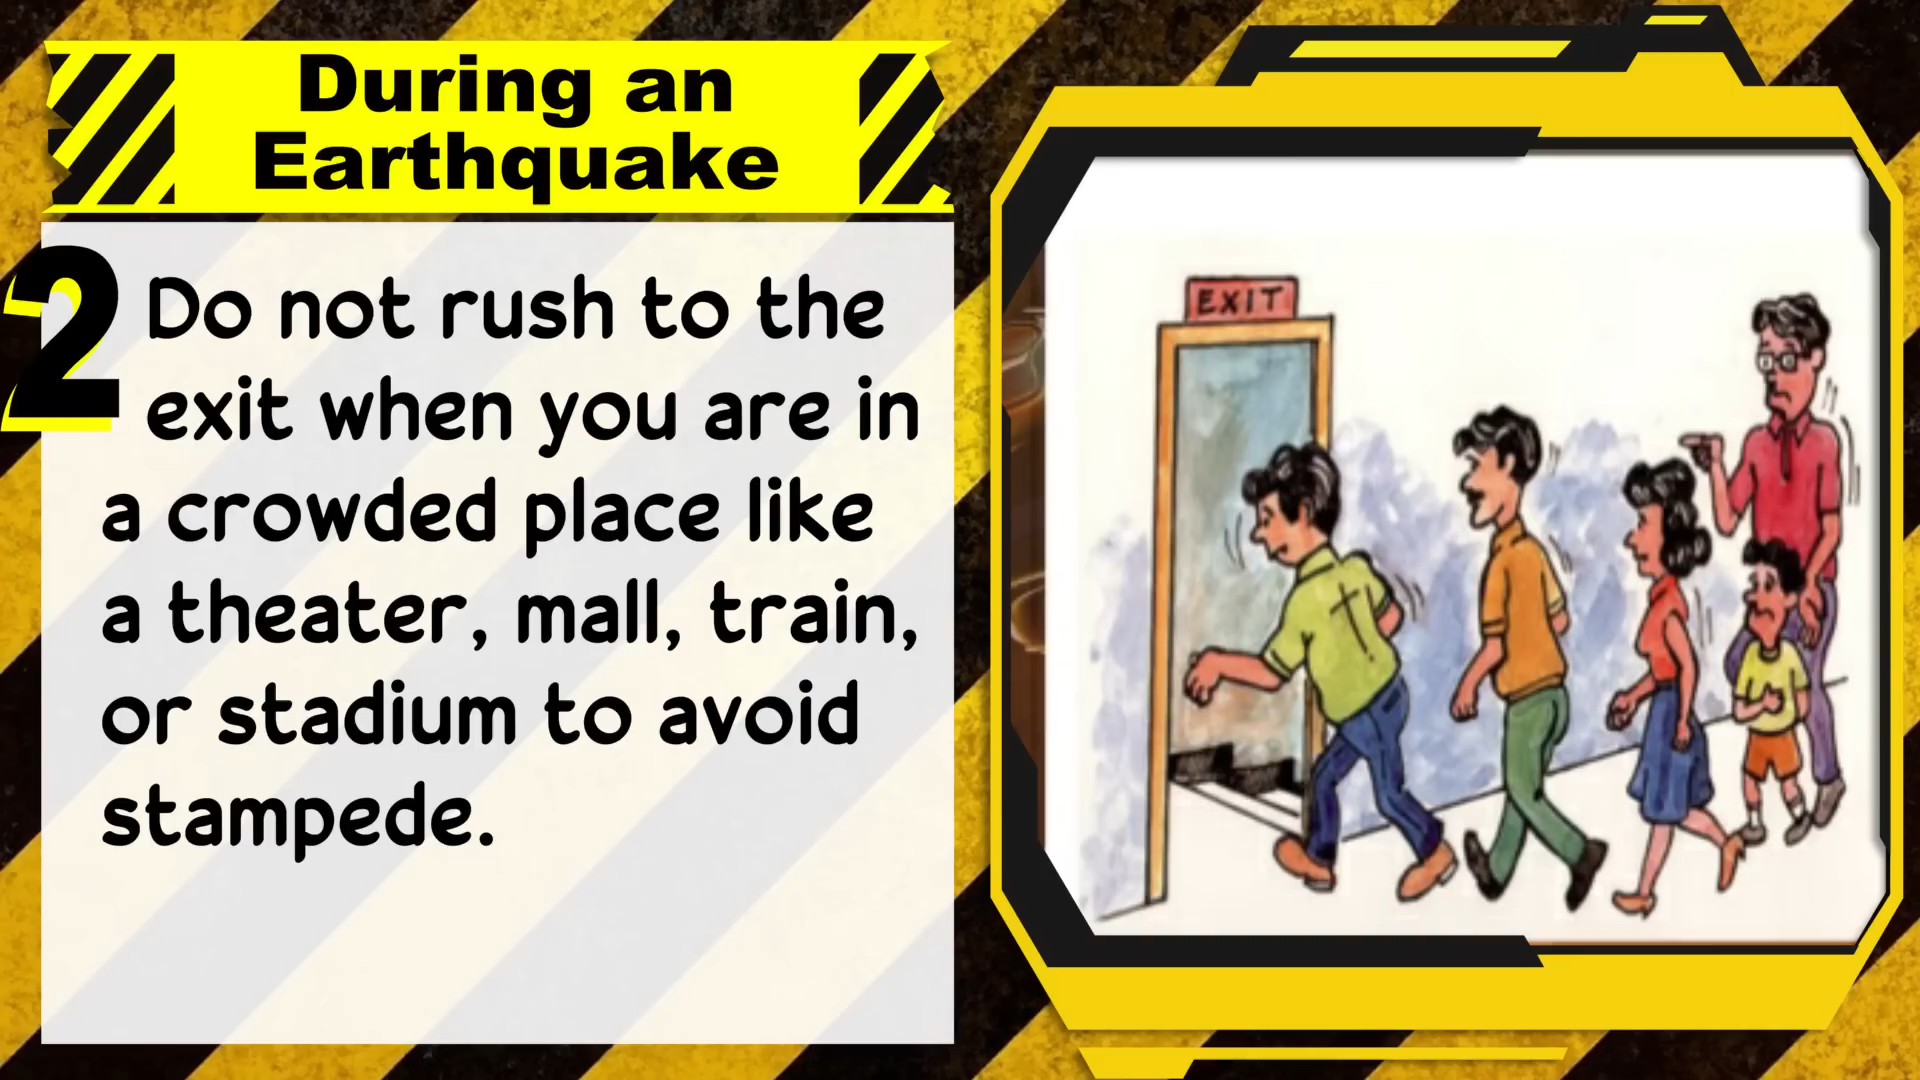 During an
Earthquake
2
Do not rush to the
exit when you are in
a crowded place like
a theater, mall, train,
or stadium to avoid
stampede.
EXIT